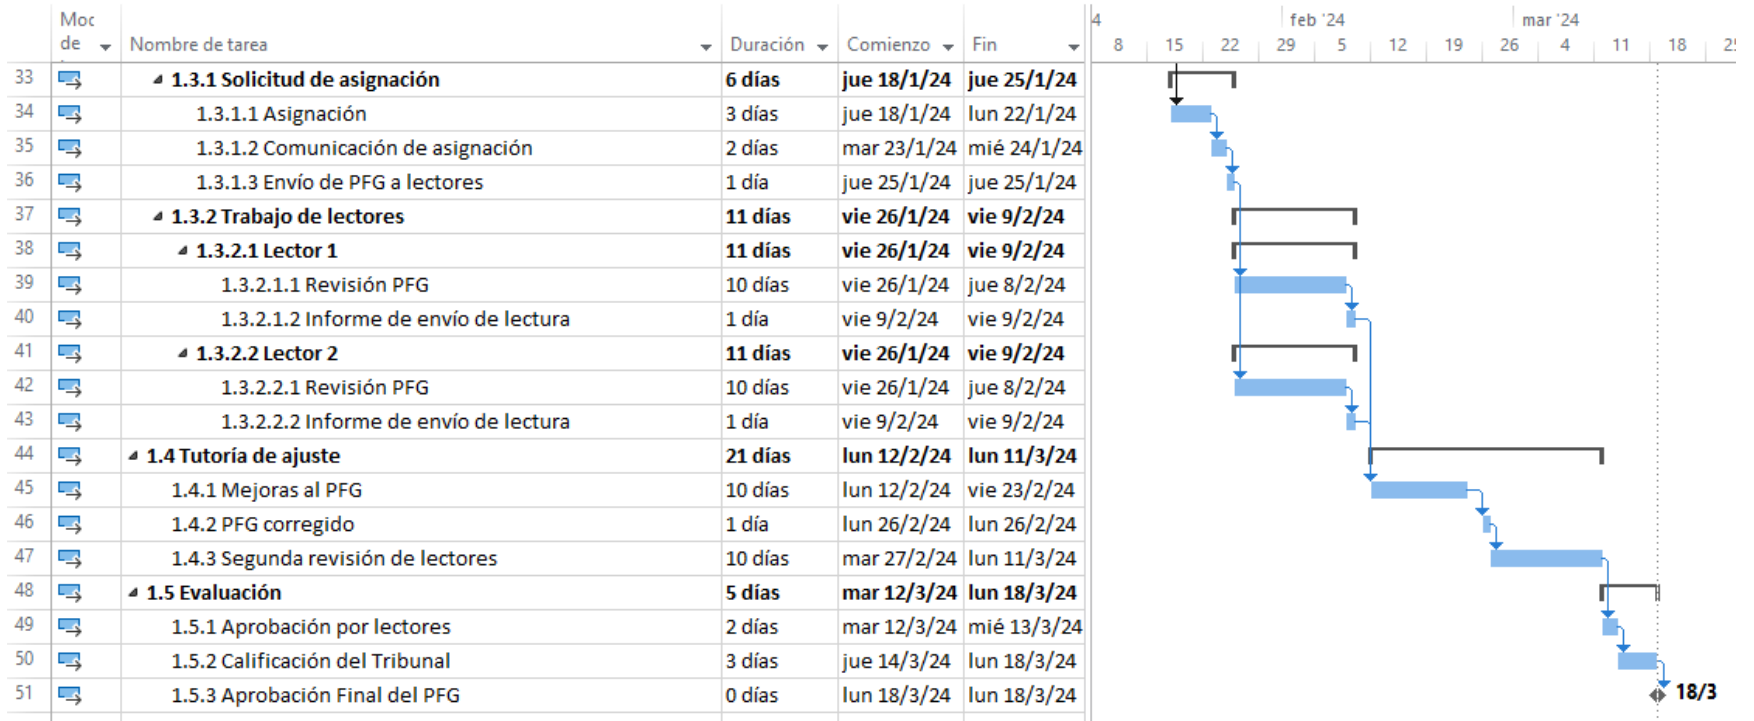 Moc de Nombre de tarea Duración Comienzo Fin
4 feb '24 mar '24
8 15 22 29 5 12 19 26 4 11 18 25
33 1.3.1 Solicitud de asignación 6 días jue 18/1/24 jue 25/1/24
34 1.3.1.1 Asignación 3 días jue 18/1/24 lun 22/1/24
35 1.3.1.2 Comunicación de asignación 2 días mar 23/1/24 mié 24/1/24
36 1.3.1.3 Envío de PFG a lectores 1 día jue 25/1/24 jue 25/1/24
37 1.3.2 Trabajo de lectores 11 días vie 26/1/24 vie 9/2/24
38 1.3.2.1 Lector 1 11 días vie 26/1/24 vie 9/2/24
39 1.3.2.1.1 Revisión PFG 10 días vie 26/1/24 jue 8/2/24
40 1.3.2.1.2 Informe de envío de lectura 1 día vie 9/2/24 vie 9/2/24
41 1.3.2.2 Lector 2 11 días vie 26/1/24 vie 9/2/24
42 1.3.2.2.1 Revisión PFG 10 días vie 26/1/24 jue 8/2/24
43 1.3.2.2.2 Informe de envío de lectura 1 día vie 9/2/24 vie 9/2/24
44 1.4 Tutoría de ajuste 21 días lun 12/2/24 lun 11/3/24
45 1.4.1 Mejoras al PFG 10 días lun 12/2/24 vie 23/2/24
46 1.4.2 PFG corregido 1 día lun 26/2/24 lun 26/2/24
47 1.4.3 Segunda revisión de lectores 10 días mar 27/2/24 lun 11/3/24
48 1.5 Evaluación 5 días mar 12/3/24 lun 18/3/24
49 1.5.1 Aprobación por lectores 2 días mar 12/3/24 mié 13/3/24
50 1.5.2 Calificación del Tribunal 3 días jue 14/3/24 lun 18/3/24
51 1.5.3 Aprobación Final del PFG 0 días lun 18/3/24 lun 18/3/24 18/3